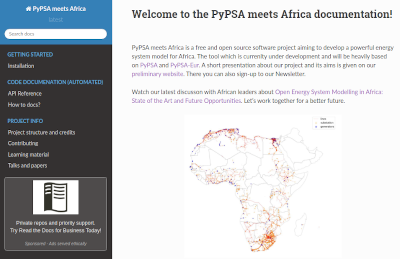 PyPSA meets Africa
latest
Search docs
GETTING STARTED
Installation
CODE DOCUMENATION (AUTOMATED)
API Reference
How to docs?
PROJECT INFO
Project structure and credits
Contributing
Learning material
Talks and papers
Private repos and priority support.
Try Read the Docs for Business Today!
Sponsored · Ads served ethically
Welcome to the PyPSA meets Africa documentation!
PyPSA meets Africa is a free and open source software project aiming to develop a powerful energy
system model for Africa. The tool which is currently under development and will be heavily based
on PyPSA and PyPSA-Eur. A short presentation about our project and its aims is given on our
preliminary website. There you can also sign-up to our Newsletter.
Watch our latest discussion with African leaders about Open Energy System Modelling in Africa:
State of the Art and Future Opportunities. Let's work together for a better future.